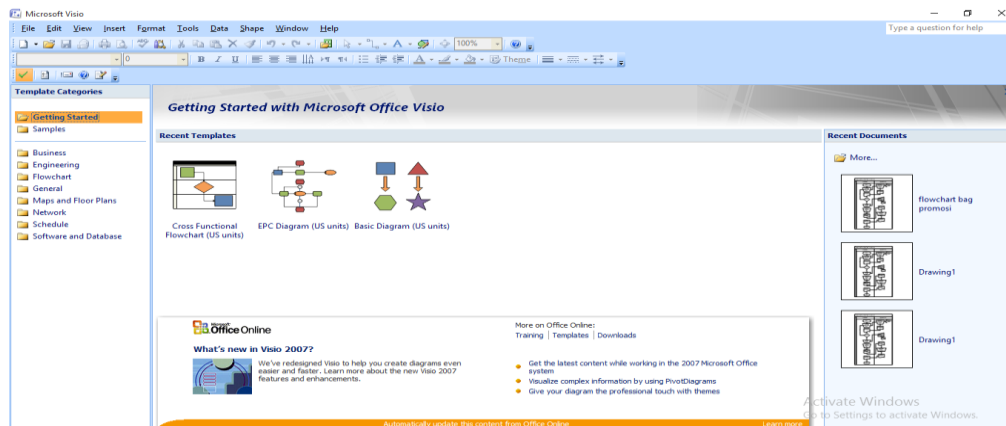 Microsoft Visio
File Edit View Insert Format Tools Data Shape Window Help
Type a question for help
100%
0 B I U Theme
Template Categories
Getting Started
Samples
Business
Engineering
Flowchart
General
Maps and Floor Plans
Network
Schedule
Software and Database
Getting Started with Microsoft Office Visio
Recent Templates
Cross Functional
Flowchart (US units)
EPC Diagram (US units)
Basic Diagram (US units)
Microsoft
Office Online
What's new in Visio 2007?
We've redesigned Visio to help you create diagrams even
easier and faster. Learn more about the new Visio 2007
features and enhancements.
More on Office Online:
Training | Templates | Downloads
Get the latest content while working in the 2007 Microsoft Office
system
Visualize complex information by using PivotDiagrams
Give your diagram the professional touch with themes
Automatically update this content from Office Online
Learn more
Recent Documents
More...
flowchart bag
promosi
Drawing1
Drawing1
Activate Windows
Go to Settings to activate Windows.